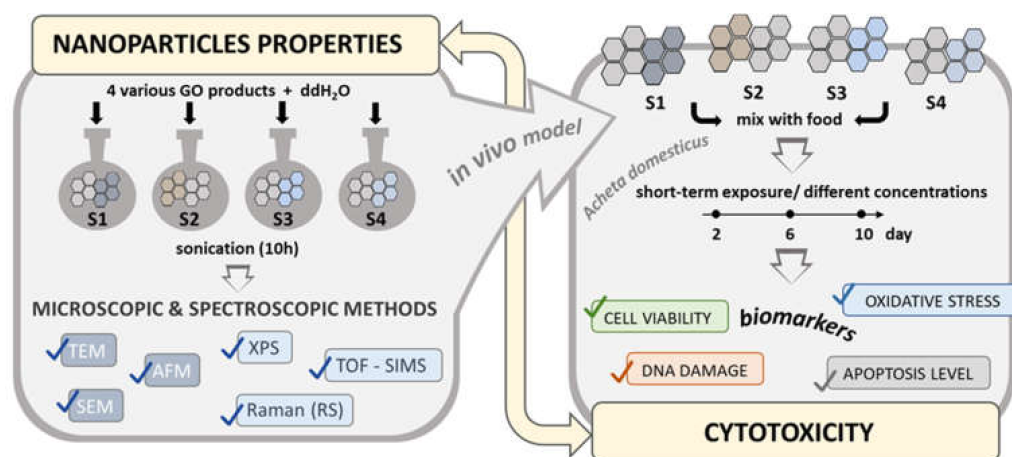 NANOPARTICLES PROPERTIES
4 various GO products + ddH₂O
S1 S2 S3 S4
sonication (10h)
MICROSCOPIC & SPECTROSCOPIC METHODS
TEM
AFM
SEM
XPS
TOF - SIMS
Raman (RS)
in vivo model
S1 S2 S3 S4
mix with food
Acheta domesticus
short-term exposure/ different concentrations
2 6 10 day
biomarkers
CELL VIABILITY
OXIDATIVE STRESS
DNA DAMAGE
APOPTOSIS LEVEL
CYTOTOXICITY